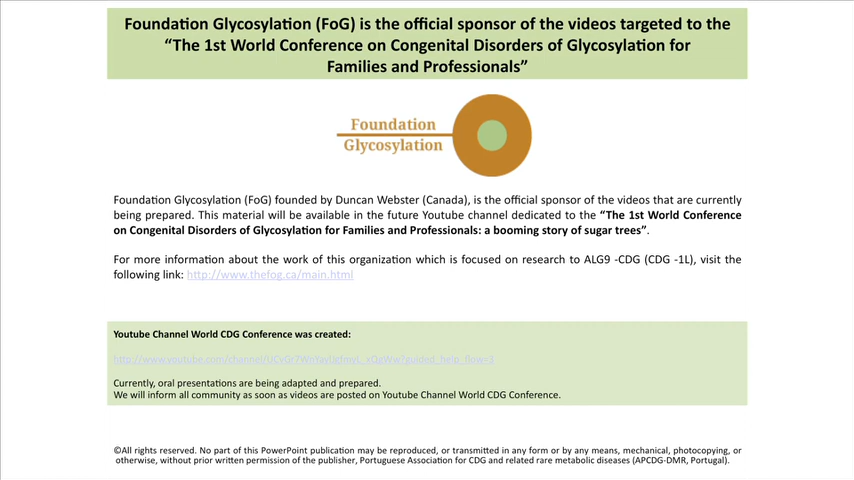 Foundation Glycosylation (FoG) is the official sponsor of the videos targeted to the
“The 1st World Conference on Congenital Disorders of Glycosylation for
Families and Professionals”
Foundation
Glycosylation
Foundation Glycosylation (FoG) founded by Duncan Webster (Canada), is the official sponsor of the videos that are currently
being prepared. This material will be available in the future Youtube channel dedicated to the “The 1st World Conference
on Congenital Disorders of Glycosylation for Families and Professionals: a booming story of sugar trees”.
For more information about the work of this organization which is focused on research to ALG9 -CDG (CDG -1L), visit the
following link: http://www.thefog.ca/main.html
Youtube Channel World CDG Conference was created:
Currently, oral presentations are being adapted and prepared.
We will inform all community as soon as videos are posted on Youtube Channel World CDG Conference.
©All rights reserved. No part of this PowerPoint publication may be reproduced, or transmitted in any form or by any means, mechanical, photocopying, or
otherwise, without prior written permission of the publisher, Portuguese Association for CDG and related rare metabolic diseases (APCDG-DMR, Portugal).